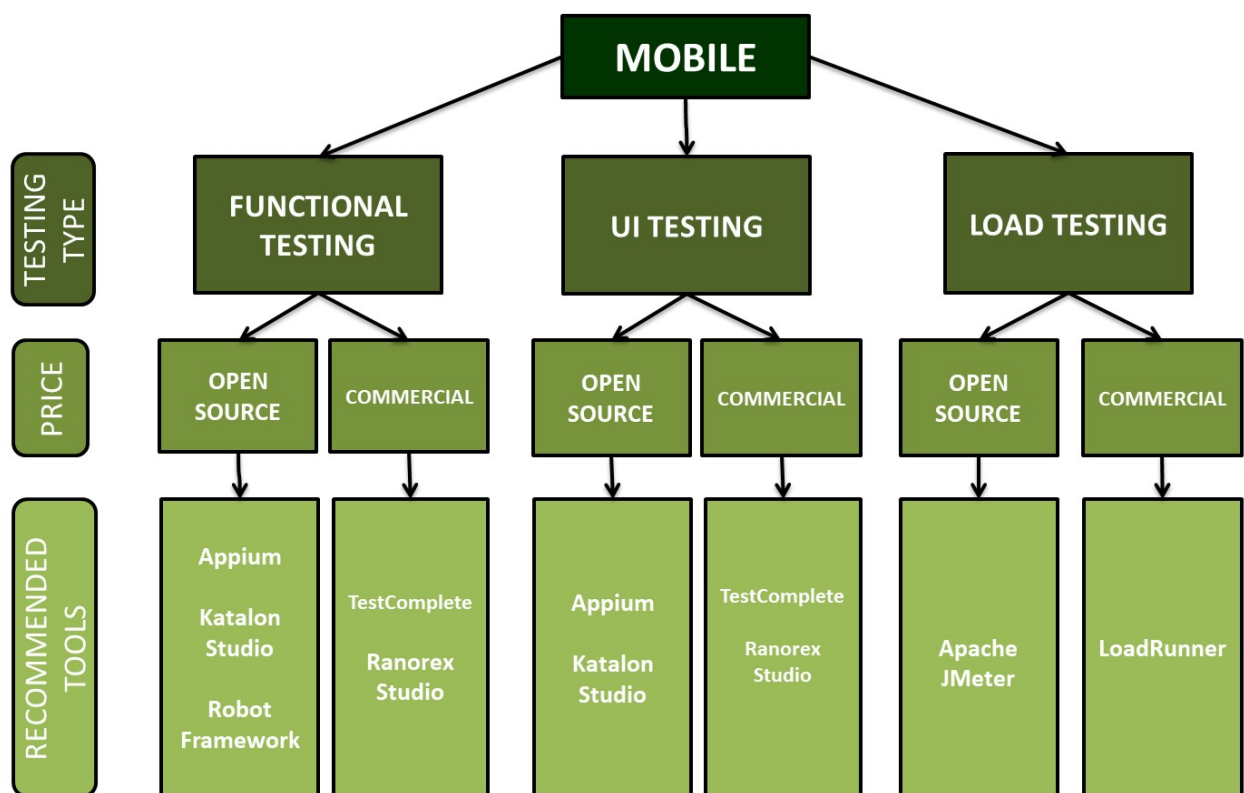 MOBILE
TESTING
TYPE
FUNCTIONAL
TESTING
UI TESTING
LOAD TESTING
PRICE
OPEN
SOURCE
COMMERCIAL
OPEN
SOURCE
COMMERCIAL
OPEN
SOURCE
COMMERCIAL
RECOMMENDED
TOOLS
Appium
Katalon
Studio
Robot
Framework
TestComplete
Ranorex
Studio
Appium
Katalon
Studio
TestComplete
Ranorex
Studio
Apache
JMeter
LoadRunner